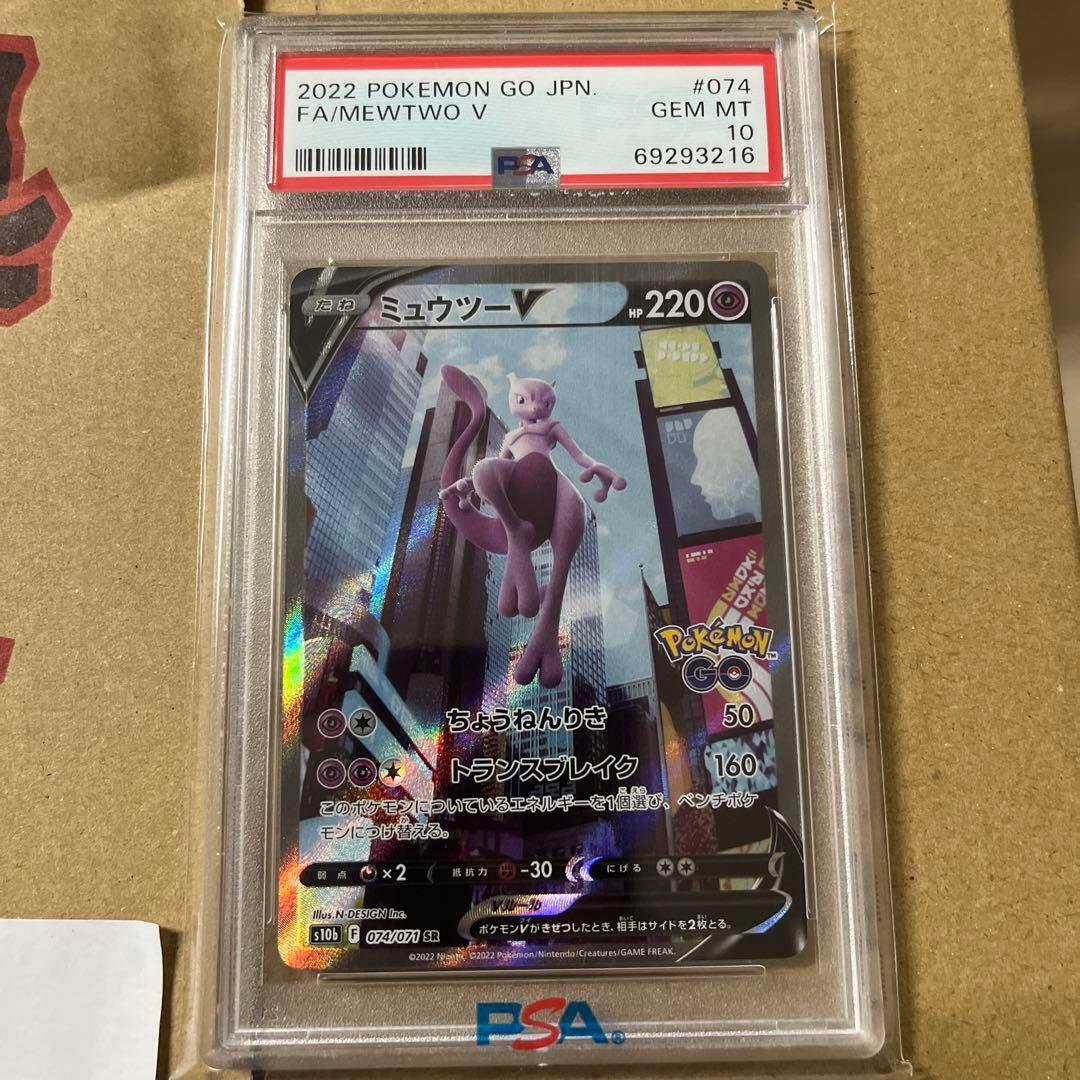 2022 POKEMON GO JPN. #074
FA/MEWTWO V GEM MT
10
69293216
PSA
たね ミュウツーV HP 220
Pokémon
GO
ちょうねんりき 50
トランスブレイク 160
このポケモンについているエネルギーを1個選び、ベンチポケ
モンにつけ替える。
弱点 ×2 抵抗力 -30 にげる
Vルール
ポケモンVがきぜつしたとき、相手はサイドを2枚とる。
Illus.N-DESIGN Inc.
s10b F 074/071 SR
©2022 Niantic. ©2022 Pokémon/Nintendo/Creatures/GAME FREAK.
PSA®